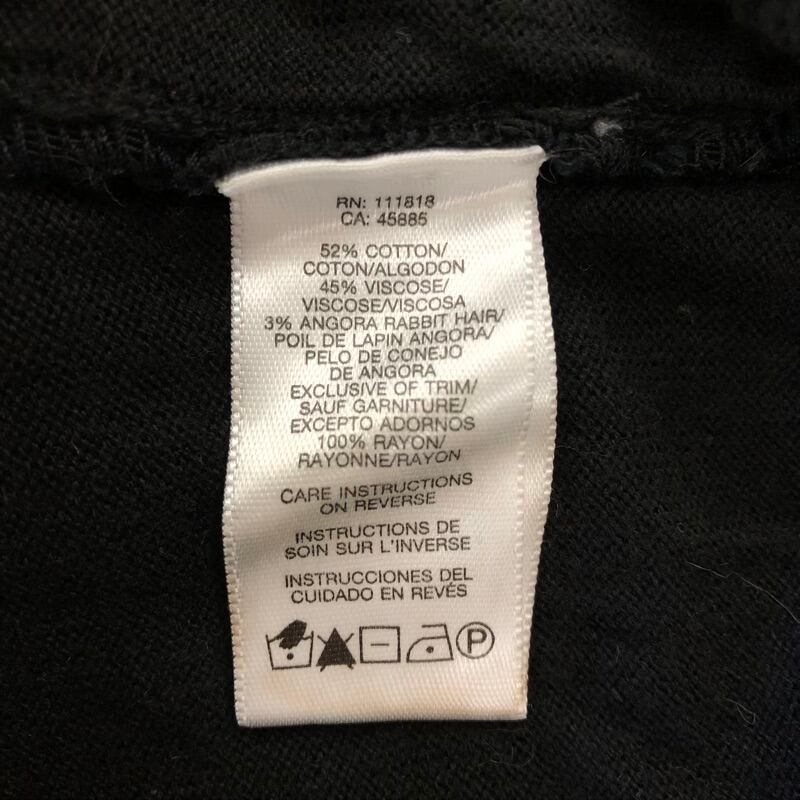 RN: 111818
CA: 45885
52% COTTON/
COTON/ALGODON
45% VISCOSE/
VISCOSE/VISCOSA
3% ANGORA RABBIT HAIR/
POIL DE LAPIN ANGORA/
PELO DE CONEJO
DE ANGORA
EXCLUSIVE OF TRIM/
SAUF GARNITURE/
EXCEPTO ADORNOS
100% RAYON/
RAYONNE/RAYON
CARE INSTRUCTIONS
ON REVERSE
INSTRUCTIONS DE
SOIN SUR L'INVERSE
INSTRUCCIONES DEL
CUIDADO EN REVÉS
P